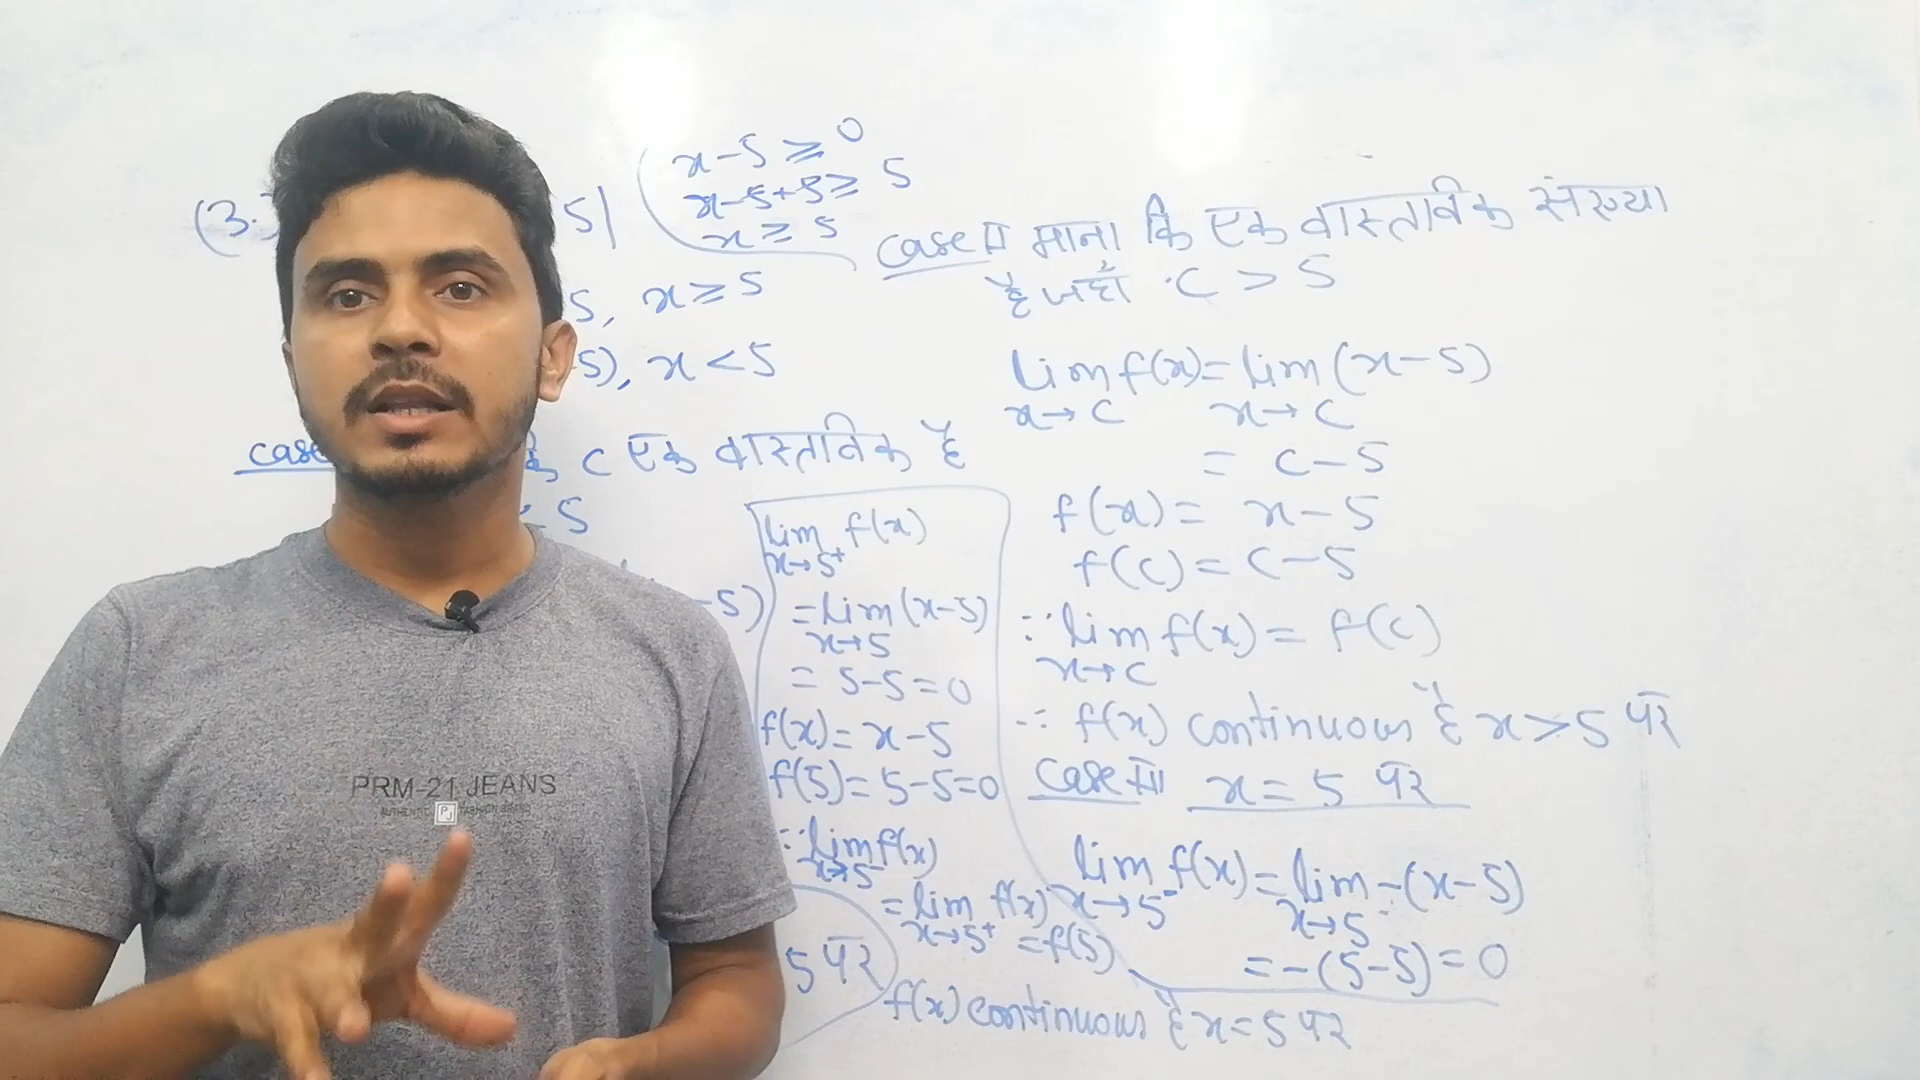 (3.
5|
x-5 ≥ 0
x-5+5 ≥ 5
x ≥ 5
5, x ≥ 5
5), x < 5
case
c एक वास्तविक है
< 5
-5)
lim f(x)
x→5⁺
= lim (x-5)
x→5
= 5-5=0
f(x)= x-5
f(5)= 5-5=0
∵ lim f(x)
x→5⁻
= lim f(x)
x→5⁺ = f(5)
5 पर
f(x) continuous है x=5 पर
case II माना कि एक वास्तविक संख्या
है जहाँ c > 5
lim f(x) = lim (x-5)
x→c x→c
= c-5
f(x) = x-5
f(c) = c-5
∵ lim f(x) = f(c)
x→c
∴ f(x) continuous है x>5 पर
case III x = 5 पर
lim f(x) = lim -(x-5)
x→5⁻ x→5
= -(5-5) = 0
PRM-21 JEANS
AUTHENTIC PJ FASHION